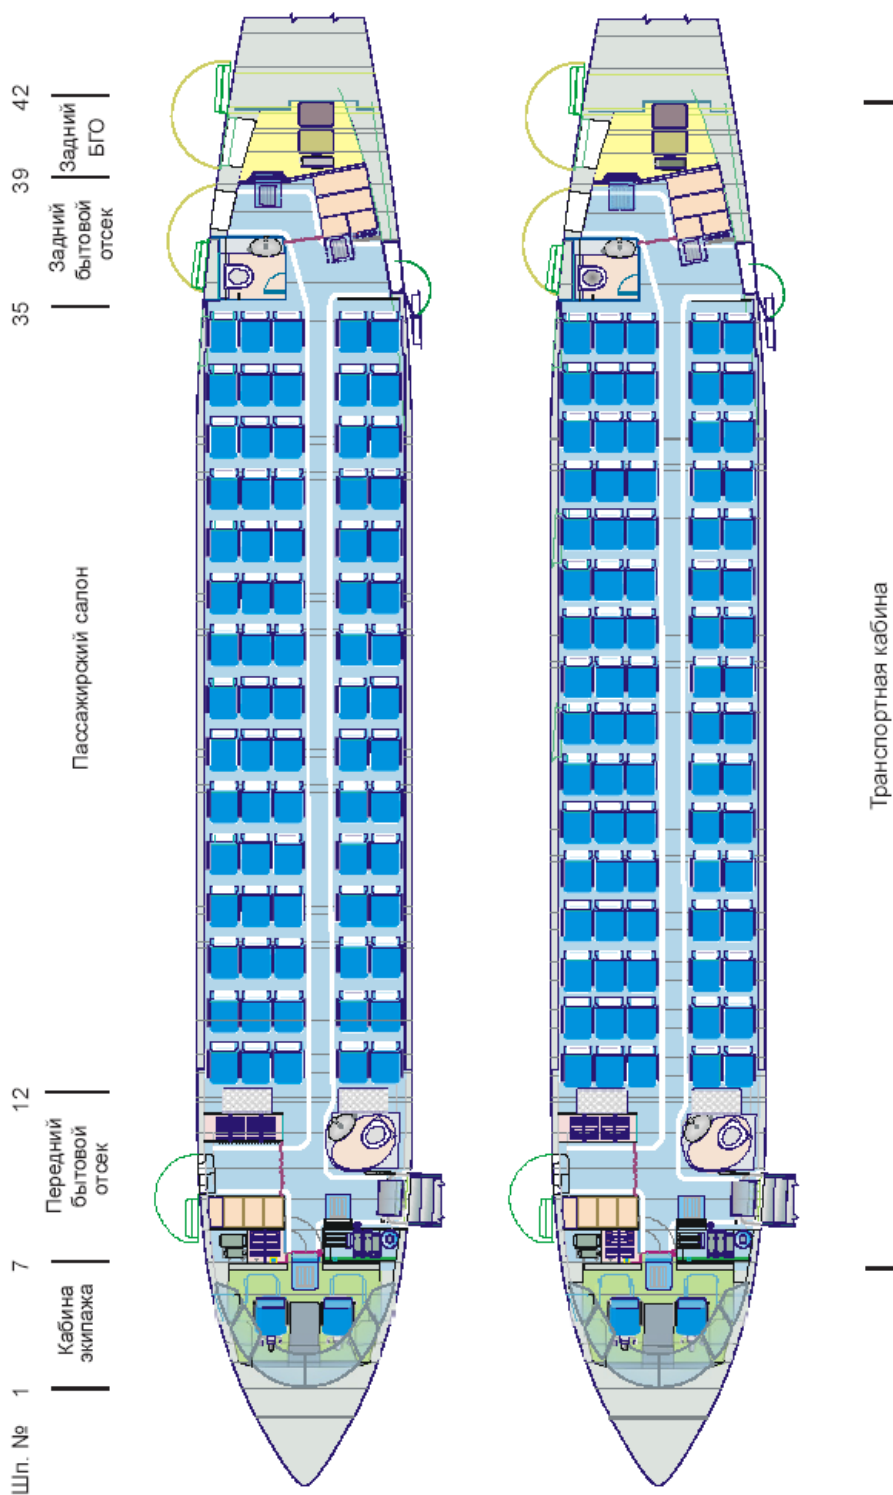 42
Задний
БГО
39
Задний
бытовой
отсек
35
Пассажирский салон
Транспортная кабина
12
Передний
бытовой
отсек
7
Кабина
экипажа
1
Шп. №